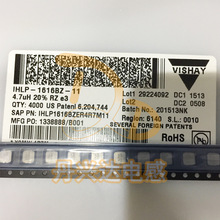 VISHAY
IHLP-1616BZ-11
4.7uH 20% RZ e3
QTY: 4000 US Patent 6,204,744
SAP PN: IHLP1616BZER4R7M11
MFG PO: 1338888/B001
Lot1 29224092 DC1 1513
Lot2 DC2 0508
Batch No.: 201513NK
Region: 6140 S.L.: 0010
SEVERAL FOREIGN PATENTS
RoHS